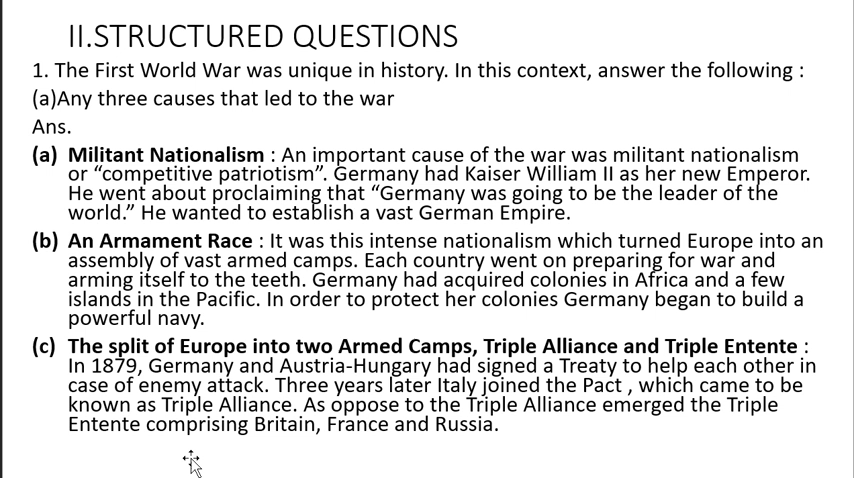 II.STRUCTURED QUESTIONS
1. The First World War was unique in history. In this context, answer the following :
(a)Any three causes that led to the war
Ans.
(a) Militant Nationalism : An important cause of the war was militant nationalism
or “competitive patriotism”. Germany had Kaiser William II as her new Emperor.
He went about proclaiming that “Germany was going to be the leader of the
world.” He wanted to establish a vast German Empire.
(b) An Armament Race : It was this intense nationalism which turned Europe into an
assembly of vast armed camps. Each country went on preparing for war and
arming itself to the teeth. Germany had acquired colonies in Africa and a few
islands in the Pacific. In order to protect her colonies Germany began to build a
powerful navy.
(c) The split of Europe into two Armed Camps, Triple Alliance and Triple Entente :
In 1879, Germany and Austria-Hungary had signed a Treaty to help each other in
case of enemy attack. Three years later Italy joined the Pact , which came to be
known as Triple Alliance. As oppose to the Triple Alliance emerged the Triple
Entente comprising Britain, France and Russia.